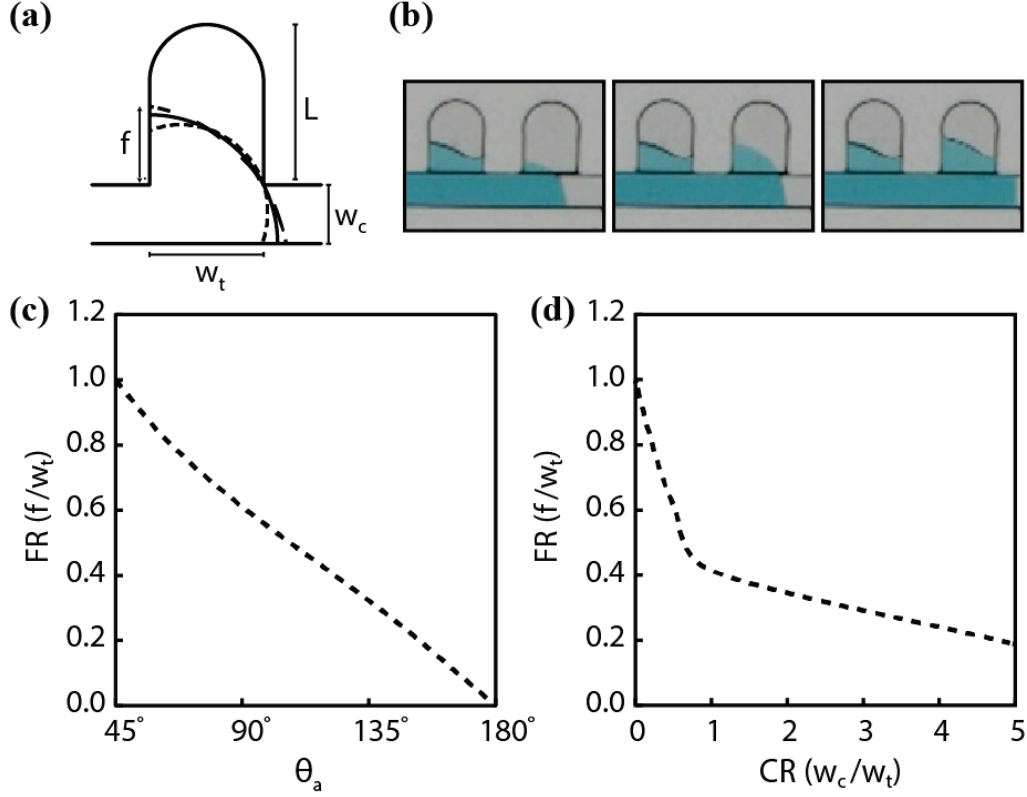 (a)
L
f
w_c
w_t
(b)
(c)
1.2
1.0
0.8
0.6
0.4
0.2
0.0
FR (f/w_t)
45° 90° 135° 180°
θ_a
(d)
1.2
1.0
0.8
0.6
0.4
0.2
0.0
FR (f/w_t)
0 1 2 3 4 5
CR (w_c/w_t)